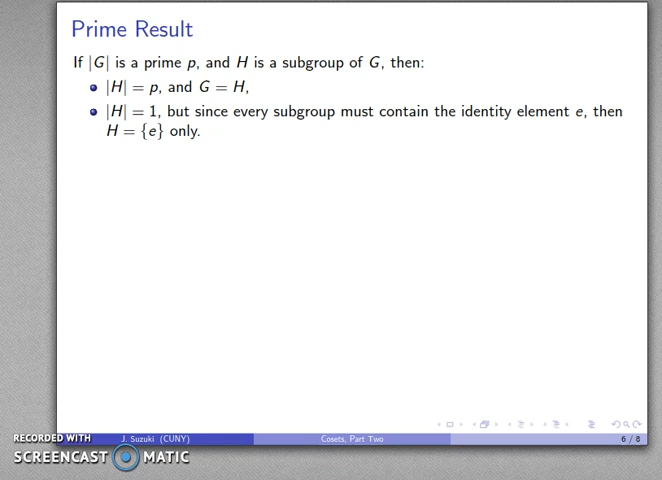 Prime Result
If |G| is a prime p, and H is a subgroup of G, then:
|H| = p, and G = H,
|H| = 1, but since every subgroup must contain the identity element e, then
H = {e} only.
J. Suzuki (CUNY) Cosets, Part Two 6 / 8
RECORDED WITH
SCREENCAST MATIC